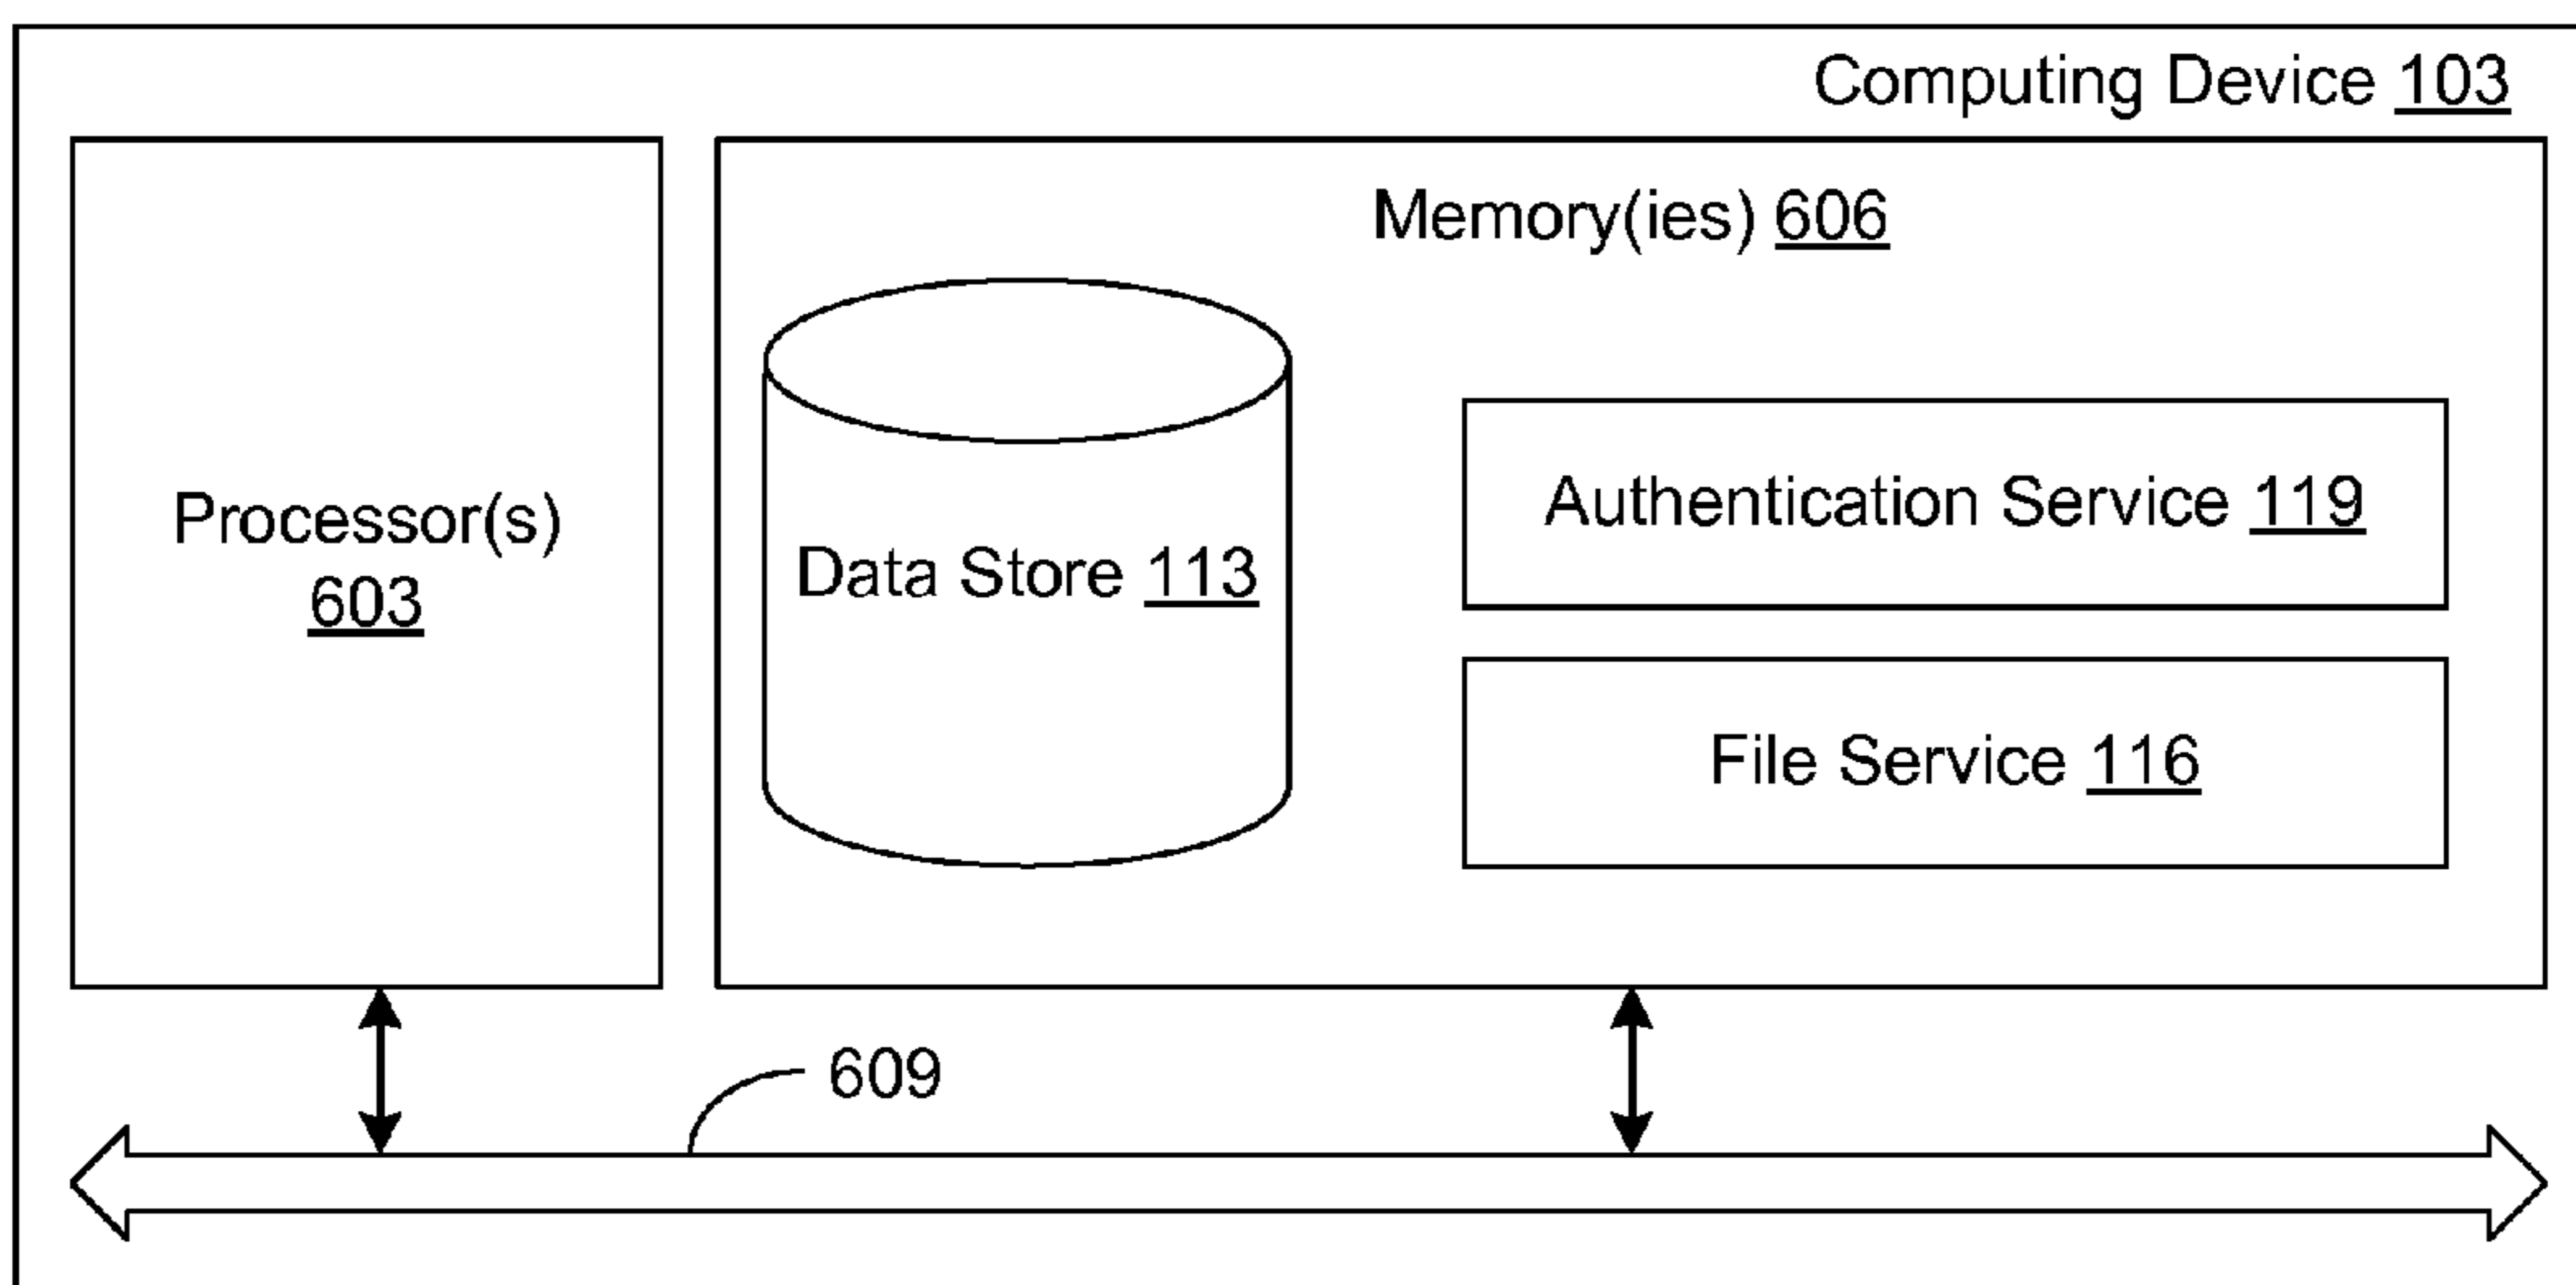 Computing Device 103
Memory(ies) 606
Processor(s)
603
Data Store 113
Authentication Service 119
File Service 116
609